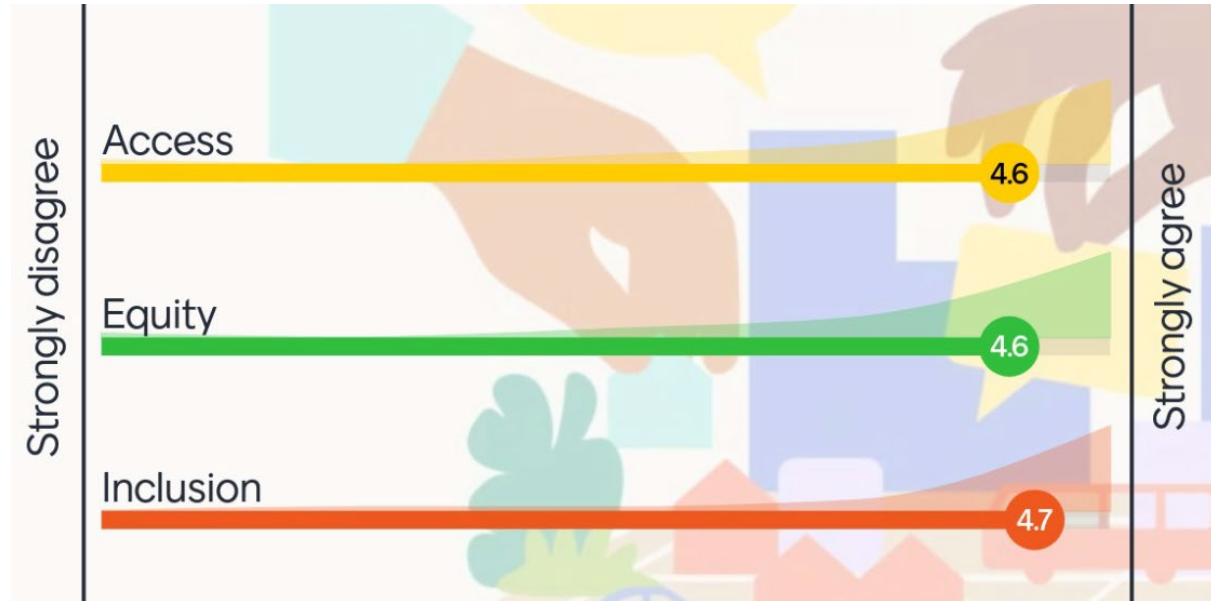 Strongly disagree
Access
4.6
Equity
4.6
Inclusion
4.7
Strongly agree